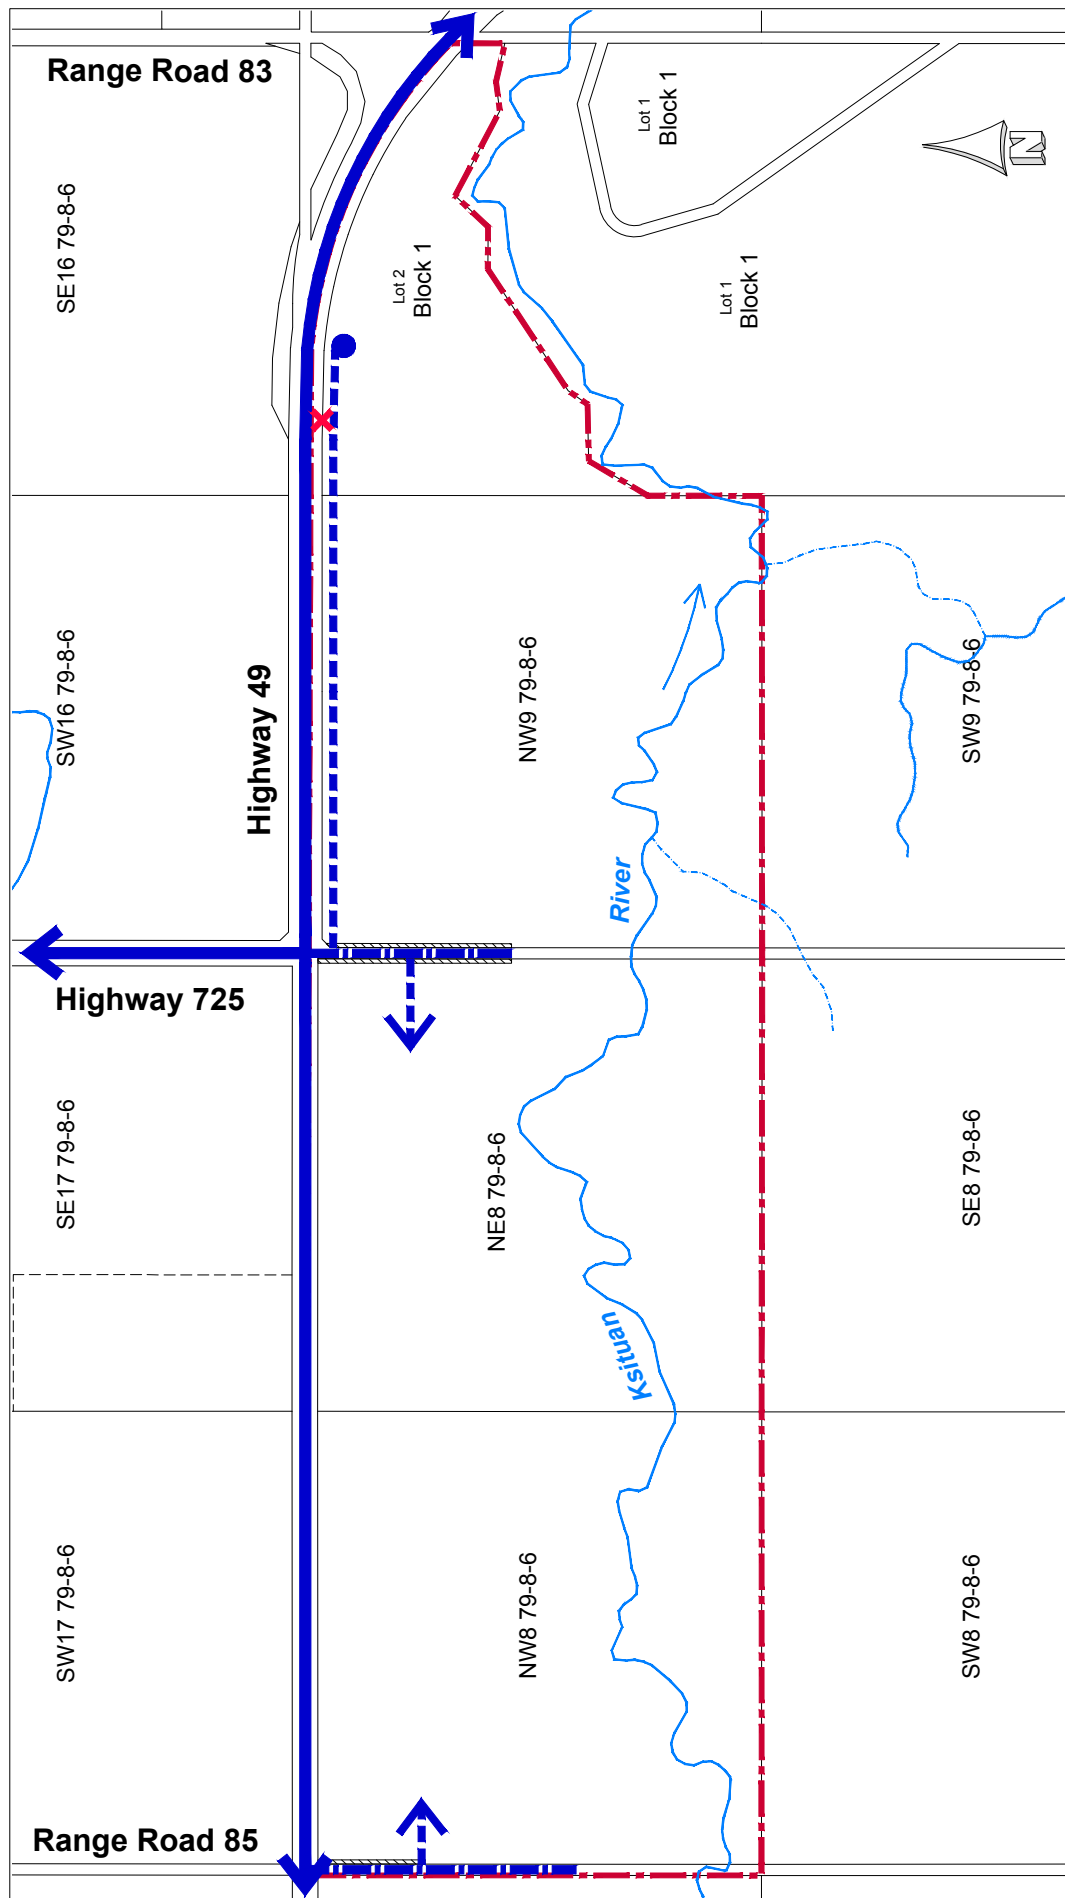 Range Road 83
Lot 1
Block 1
N
SE16 79-8-6
Lot 2
Block 1
Lot 1
Block 1
SW16 79-8-6
Highway 49
NW9 79-8-6
SW9 79-8-6
River
Highway 725
SE17 79-8-6
NE8 79-8-6
SE8 79-8-6
Ksituan
SW17 79-8-6
NW8 79-8-6
SW8 79-8-6
Range Road 85